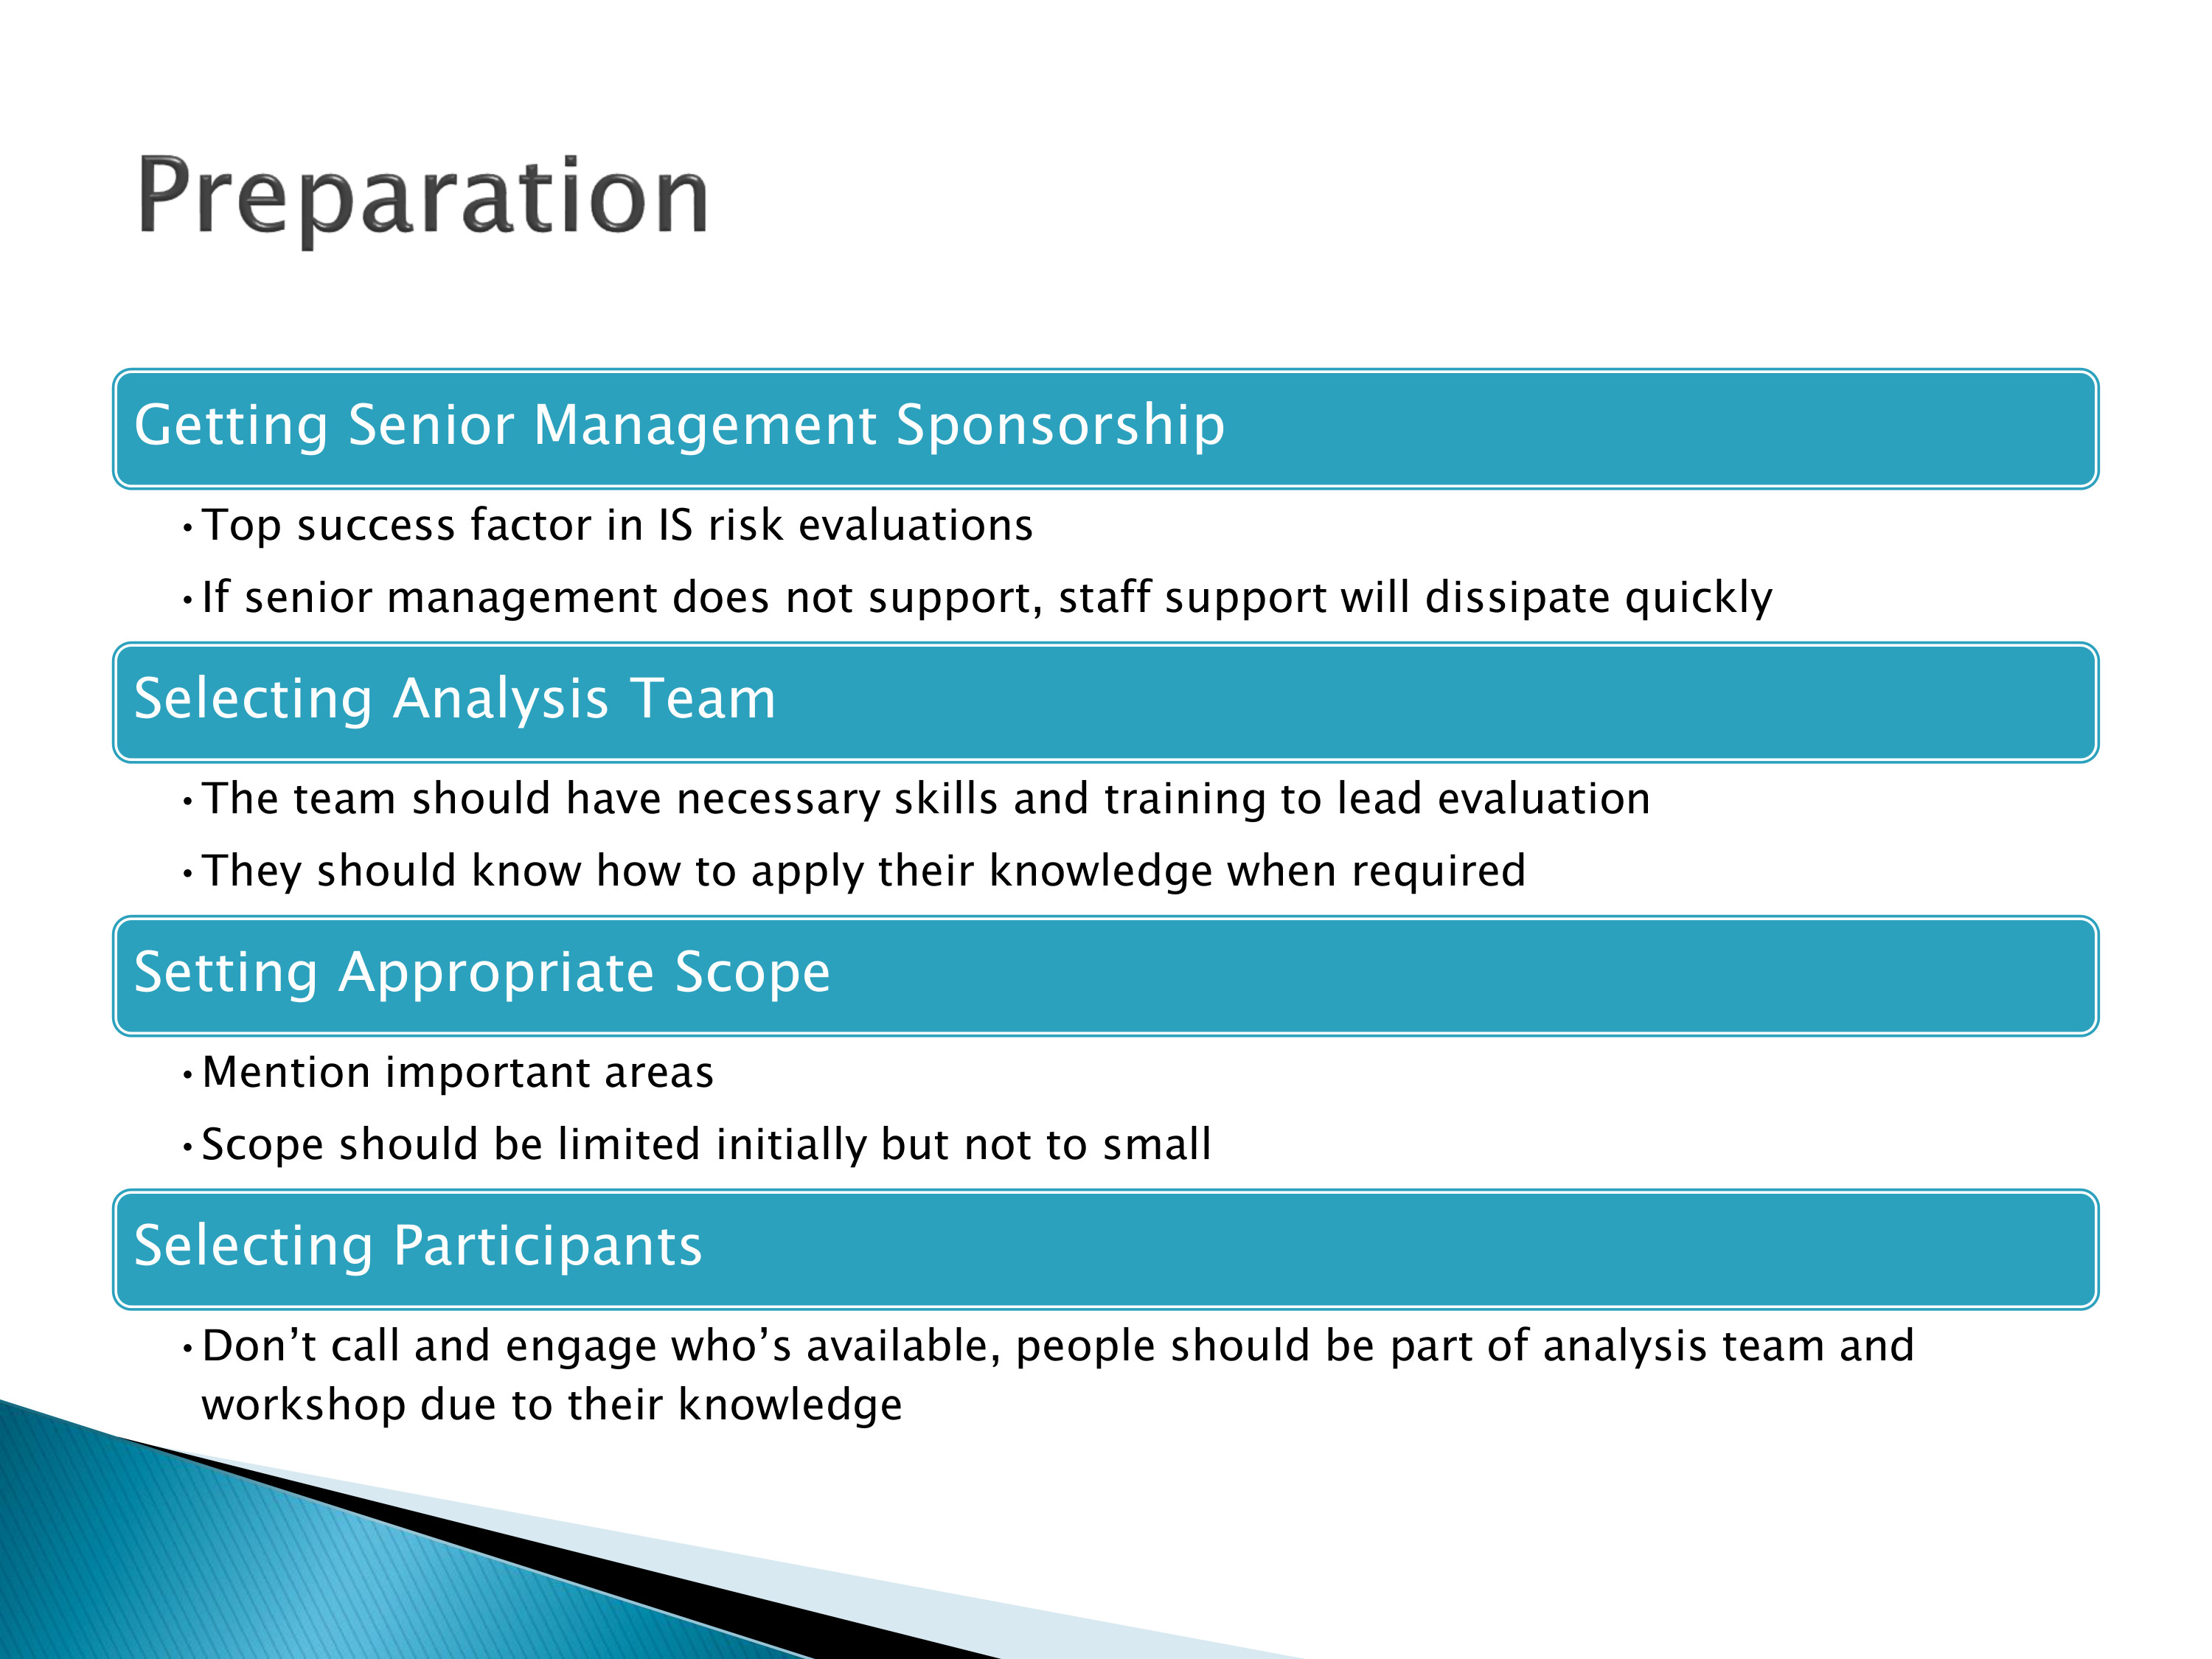 Preparation
Getting Senior Management Sponsorship
•Top success factor in IS risk evaluations
•If senior management does not support, staff support will dissipate quickly
Selecting Analysis Team
•The team should have necessary skills and training to lead evaluation
•They should know how to apply their knowledge when required
Setting Appropriate Scope
•Mention important areas
•Scope should be limited initially but not to small
Selecting Participants
•Don’t call and engage who’s available, people should be part of analysis team and
workshop due to their knowledge